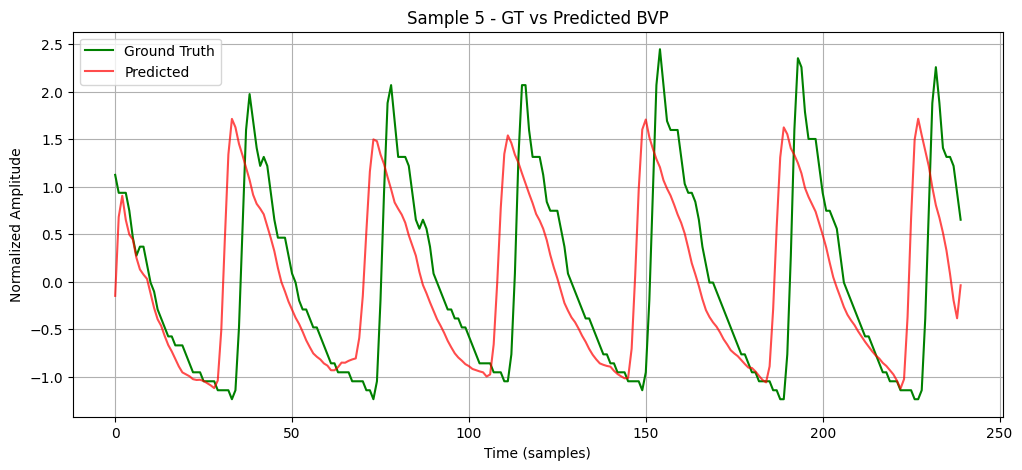 Sample 5 - GT vs Predicted BVP
Ground Truth
Predicted
Normalized Amplitude
2.5
2.0
1.5
1.0
0.5
0.0
−0.5
−1.0
0
50
100
150
200
250
Time (samples)